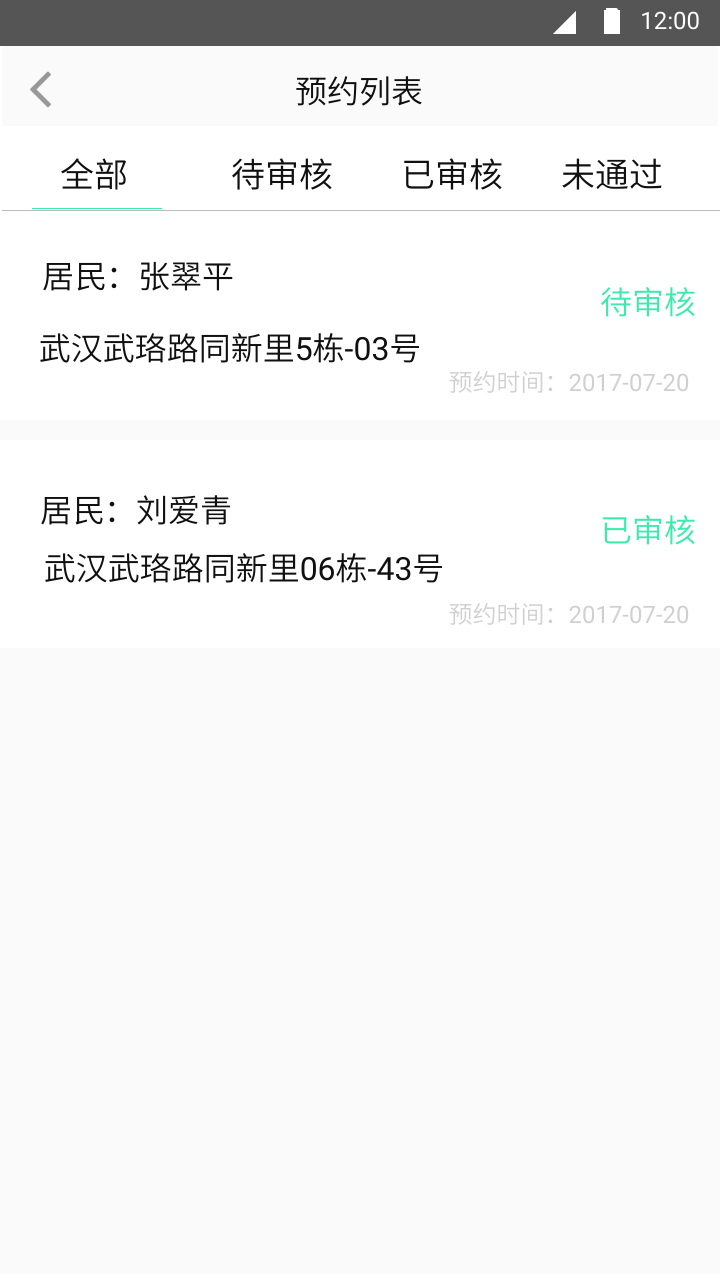 12:00
预约列表
全部 待审核 已审核 未通过
居民：张翠平
待审核
武汉武珞路同新里5栋-03号
预约时间：2017-07-20
居民：刘爱青
已审核
武汉武珞路同新里06栋-43号
预约时间：2017-07-20